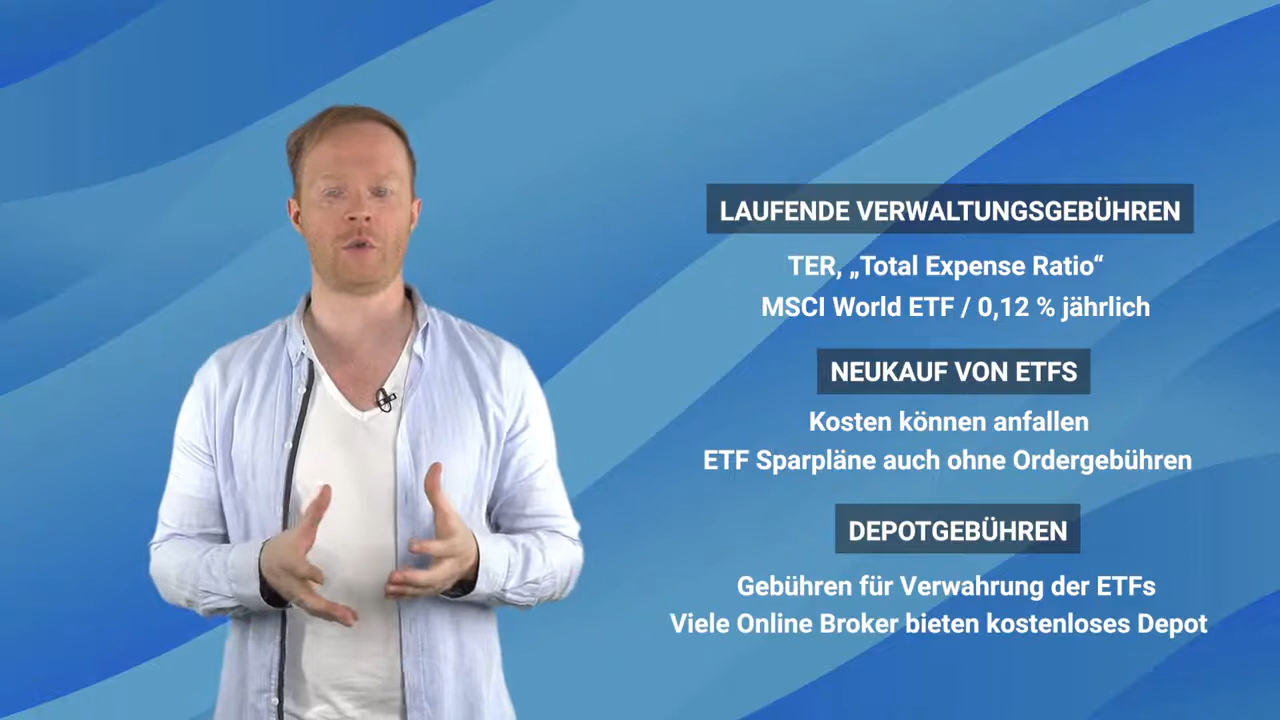 LAUFENDE VERWALTUNGSGEBÜHREN
TER, „Total Expense Ratio“
MSCI World ETF / 0,12 % jährlich
NEUKAUF VON ETFS
Kosten können anfallen
ETF Sparpläne auch ohne Ordergebühren
DEPOTGEBÜHREN
Gebühren für Verwahrung der ETFs
Viele Online Broker bieten kostenloses Depot